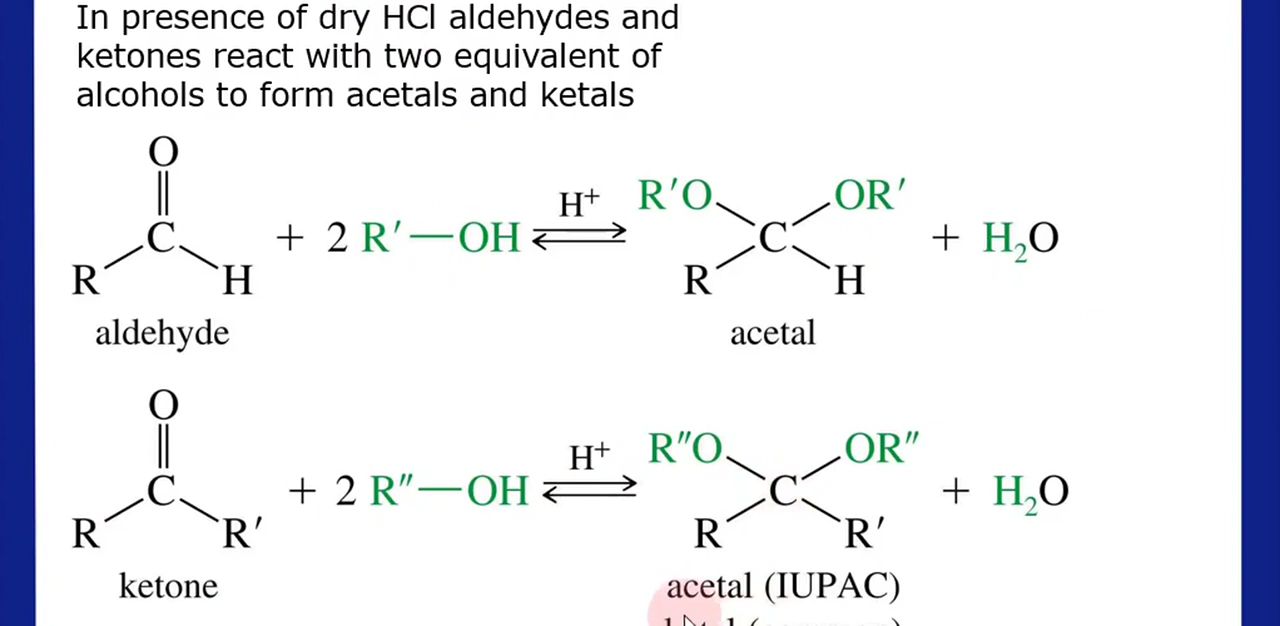 In presence of dry HCl aldehydes and
ketones react with two equivalent of
alcohols to form acetals and ketals
O
C
R
H
+ 2 R′—OH
H⁺
R′O
OR′
C
R
H
+ H₂O
aldehyde
acetal
O
C
R
R′
+ 2 R″—OH
H⁺
R″O
OR″
C
R
R′
+ H₂O
ketone
acetal (IUPAC)